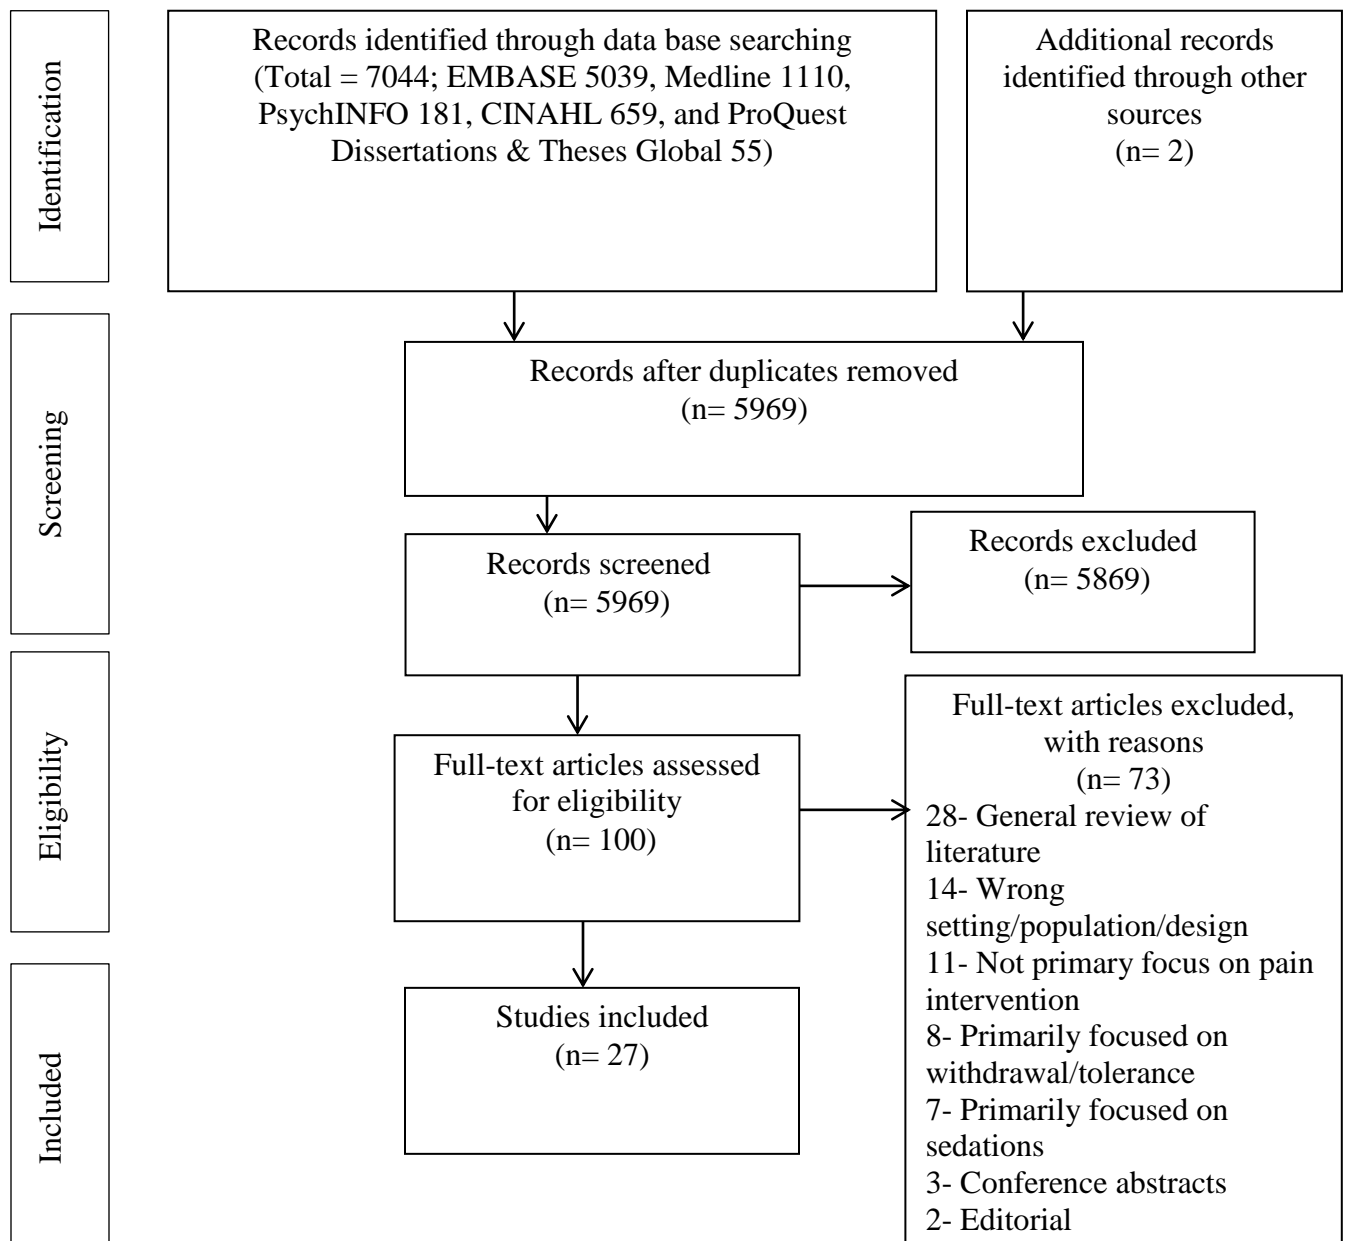 Identification
Records identified through data base searching
(Total = 7044; EMBASE 5039, Medline 1110,
PsychINFO 181, CINAHL 659, and ProQuest
Dissertations & Theses Global 55)
Additional records
identified through other
sources
(n= 2)
Screening
Records after duplicates removed
(n= 5969)
Records screened
(n= 5969)
Records excluded
(n= 5869)
Eligibility
Full-text articles assessed
for eligibility
(n= 100)
Full-text articles excluded,
with reasons
(n= 73)
28- General review of
literature
14- Wrong
setting/population/design
11- Not primary focus on pain
intervention
8- Primarily focused on
withdrawal/tolerance
7- Primarily focused on
sedations
3- Conference abstracts
2- Editorial
Included
Studies included
(n= 27)